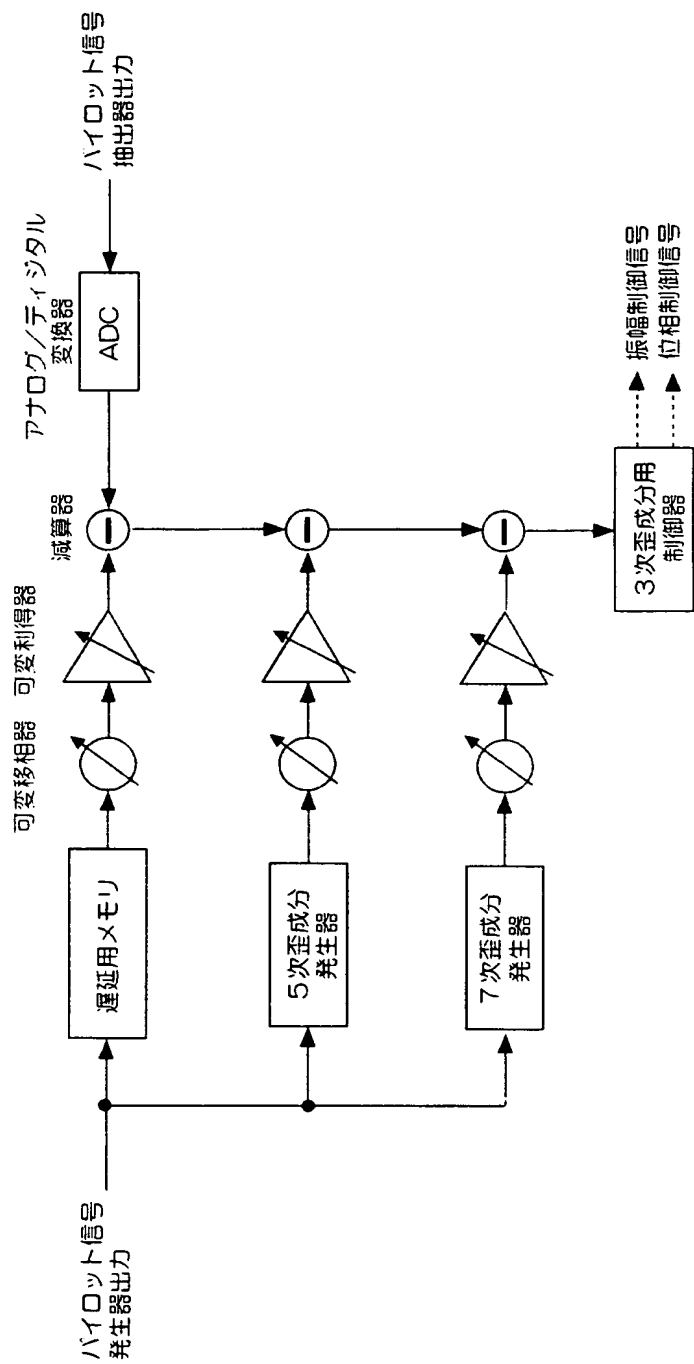 パイロット信号
発生器出力
遅延用メモリ
可変移相器
可変利得器
減算器
アナログ／ディジタル
変換器
ADC
パイロット信号
抽出器出力
5次歪成分
発生器
7次歪成分
発生器
3次歪成分用
制御器
振幅制御信号
位相制御信号